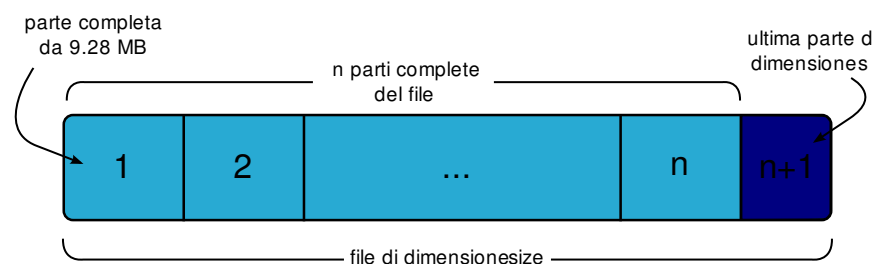 parte completa
da 9.28 MB
ultima parte d
dimensiones
n parti complete
del file
1
2
...
n
n+1
file di dimensionesize